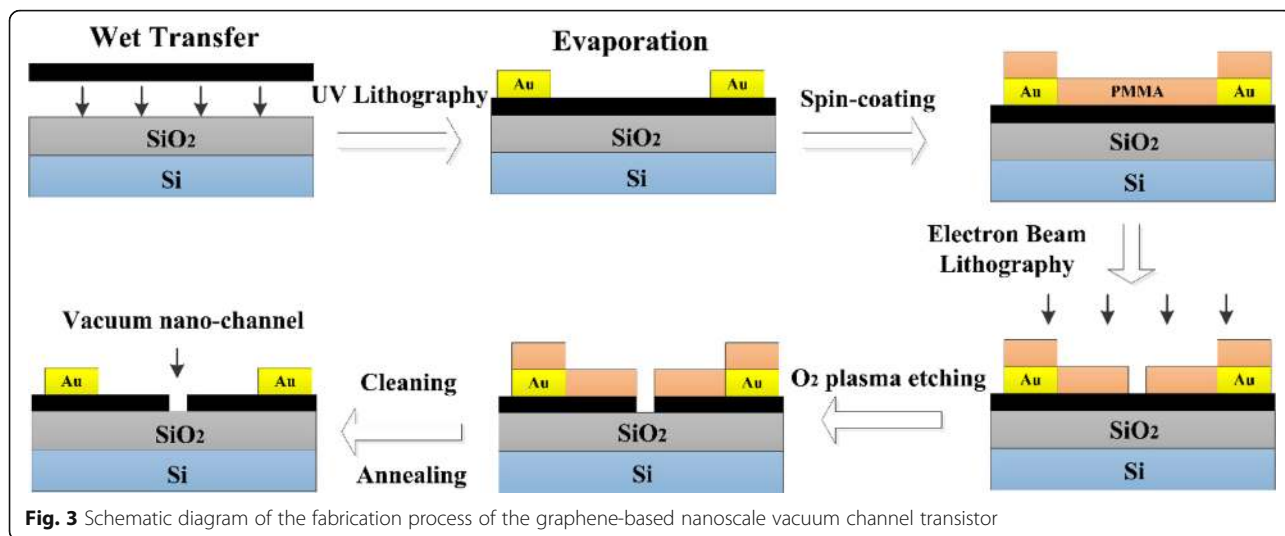 Wet Transfer
SiO2
Si
UV Lithography
Evaporation
Au Au
SiO2
Si
Spin-coating
Au PMMA Au
SiO2
Si
Electron Beam
Lithography
Au Au
SiO2
Si
O2 plasma etching
Au Au
SiO2
Si
Cleaning
Annealing
Vacuum nano-channel
Au Au
SiO2
Si
Fig. 3 Schematic diagram of the fabrication process of the graphene-based nanoscale vacuum channel transistor